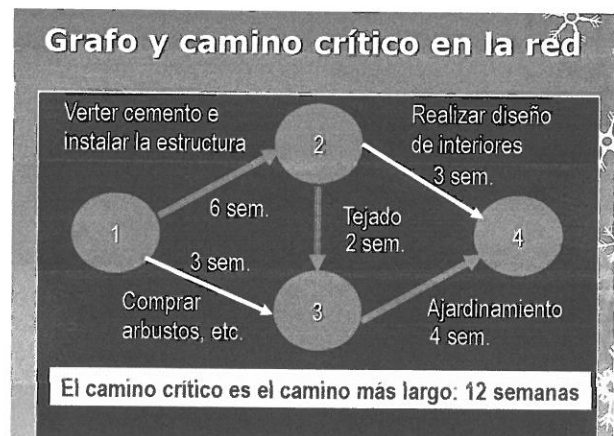 Grafo y camino crítico en la red
Verter cemento e
instalar la estructura
Realizar diseño
de interiores
3 sem.
2
6 sem.
Tejado
2 sem.
1
4
3 sem.
Comprar
arbustos, etc.
3
Ajardinamiento
4 sem.
El camino crítico es el camino más largo: 12 semanas